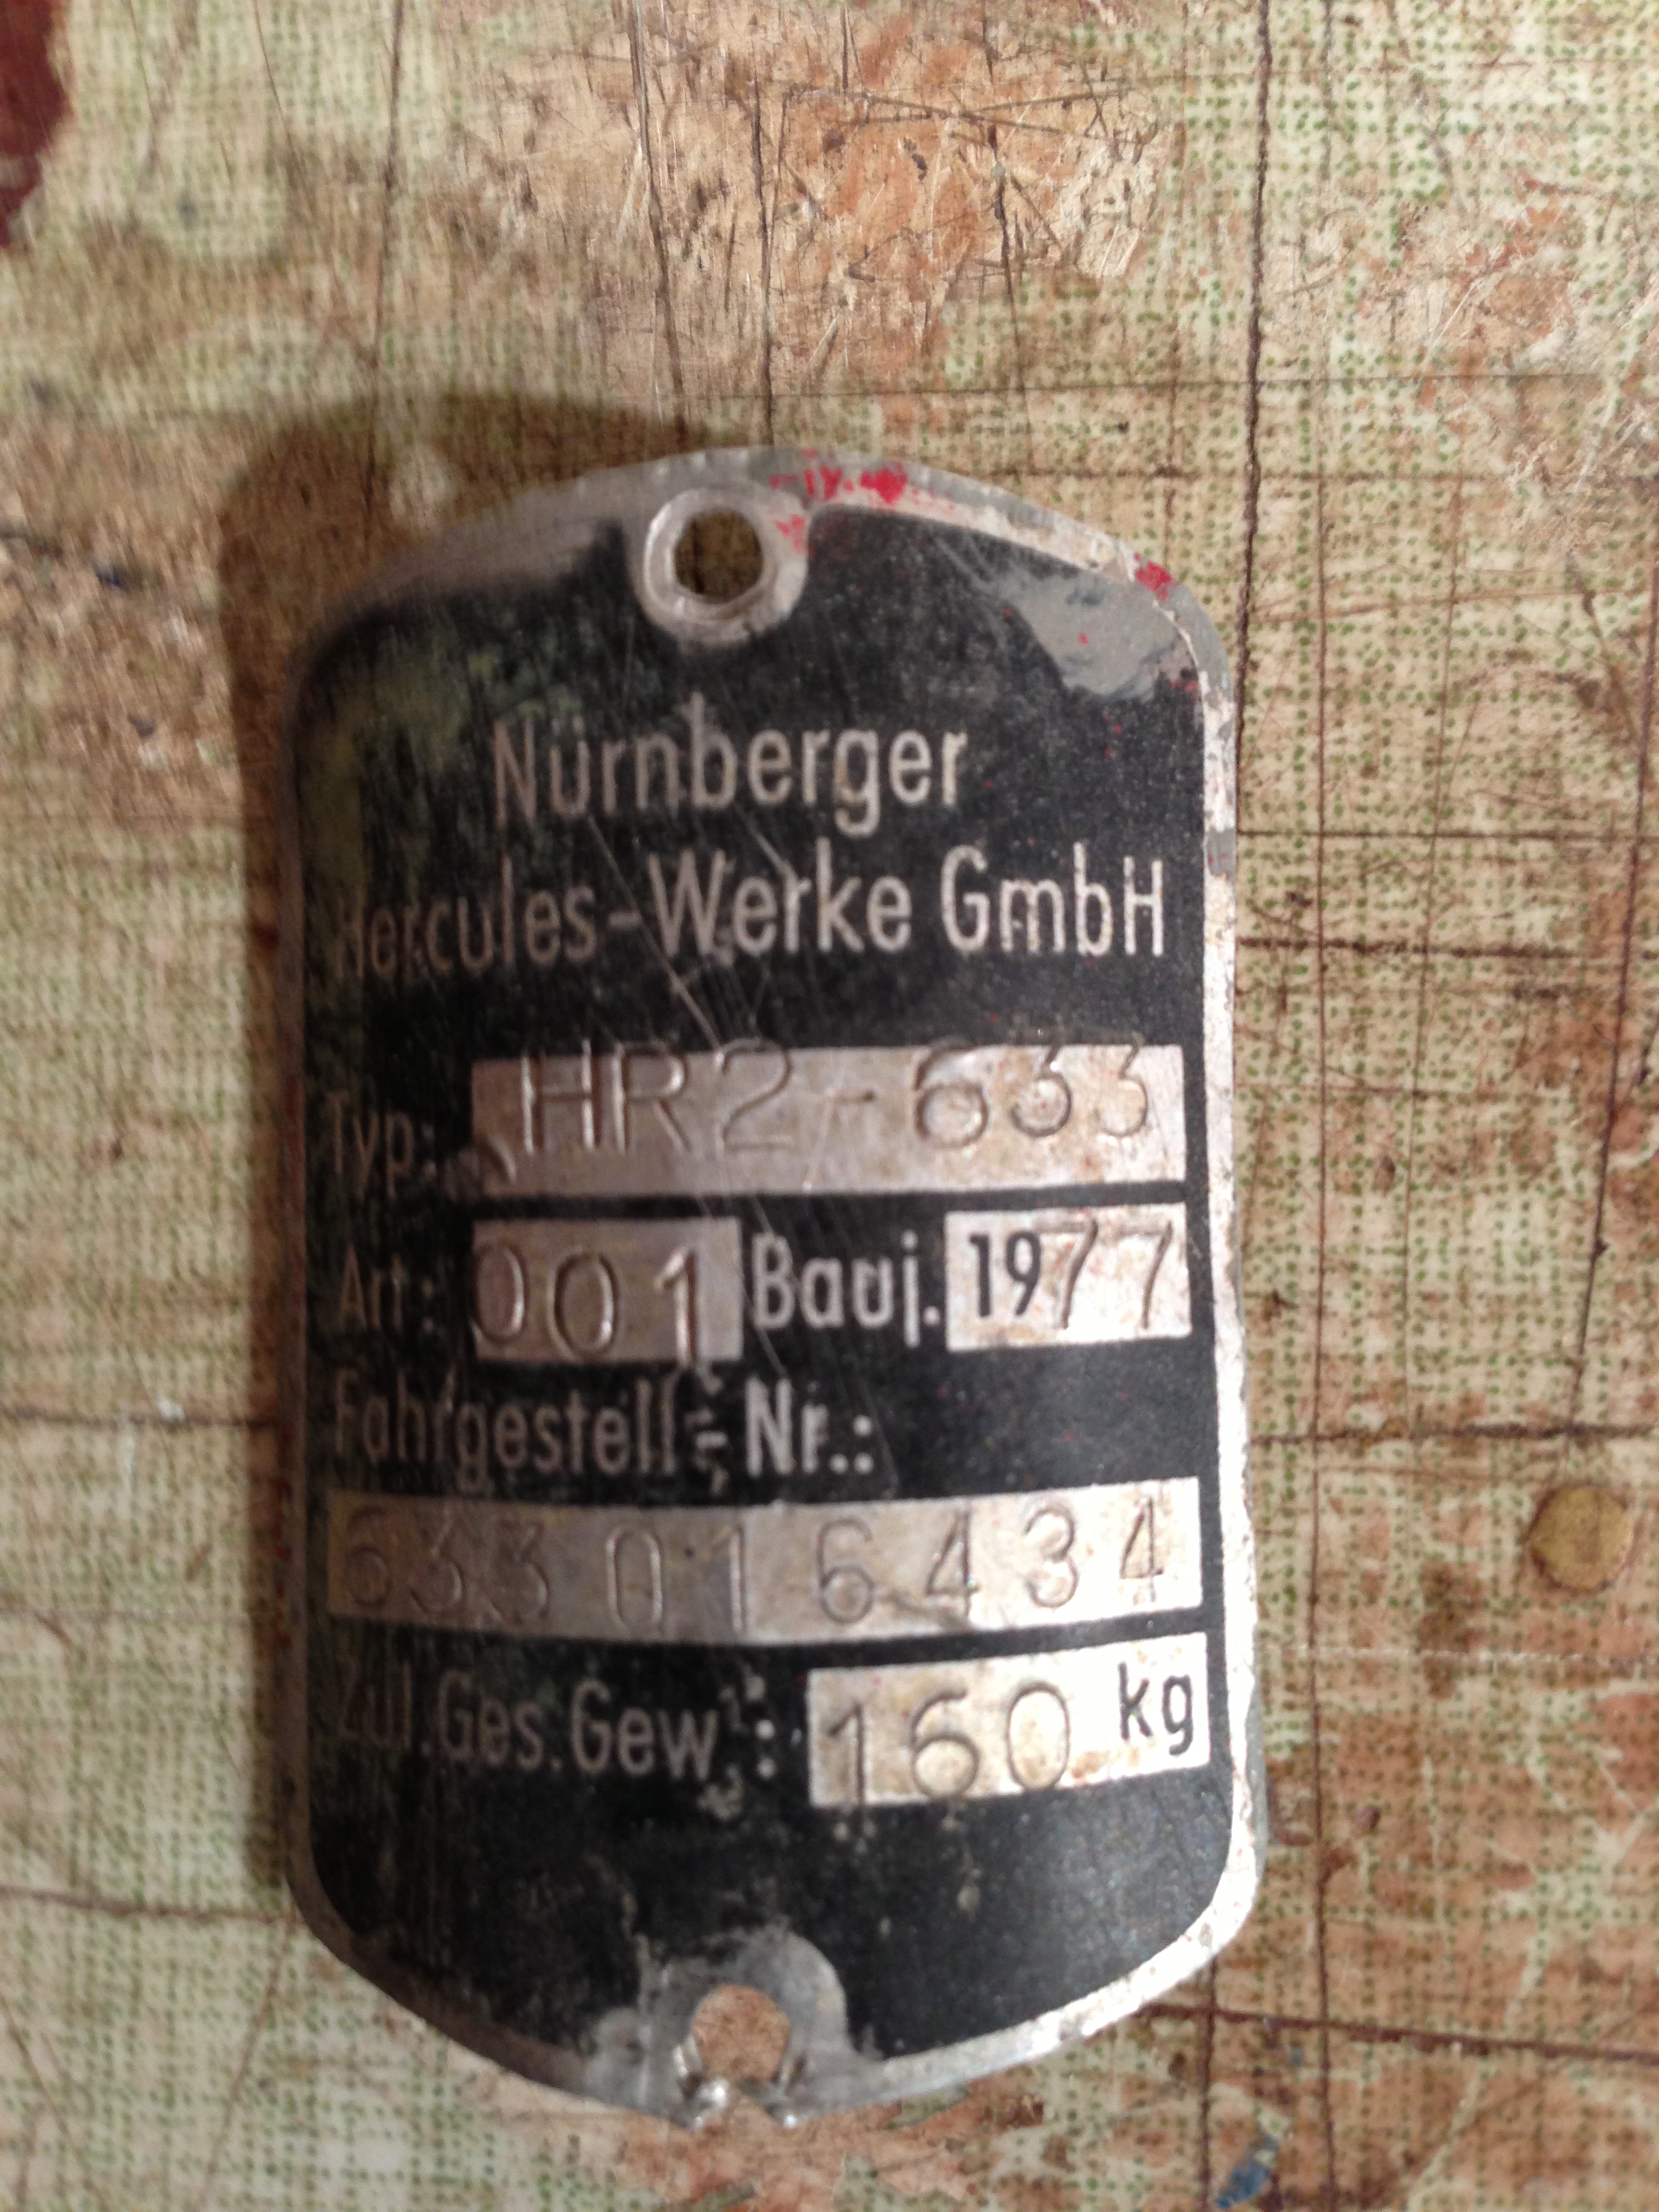 Nürnberger
Hercules-Werke GmbH
Typ: HR2-633
Art: 001 Bauj. 1977
Fahrgestell-Nr.:
633016434
Zul.Ges.Gew.: 160 kg